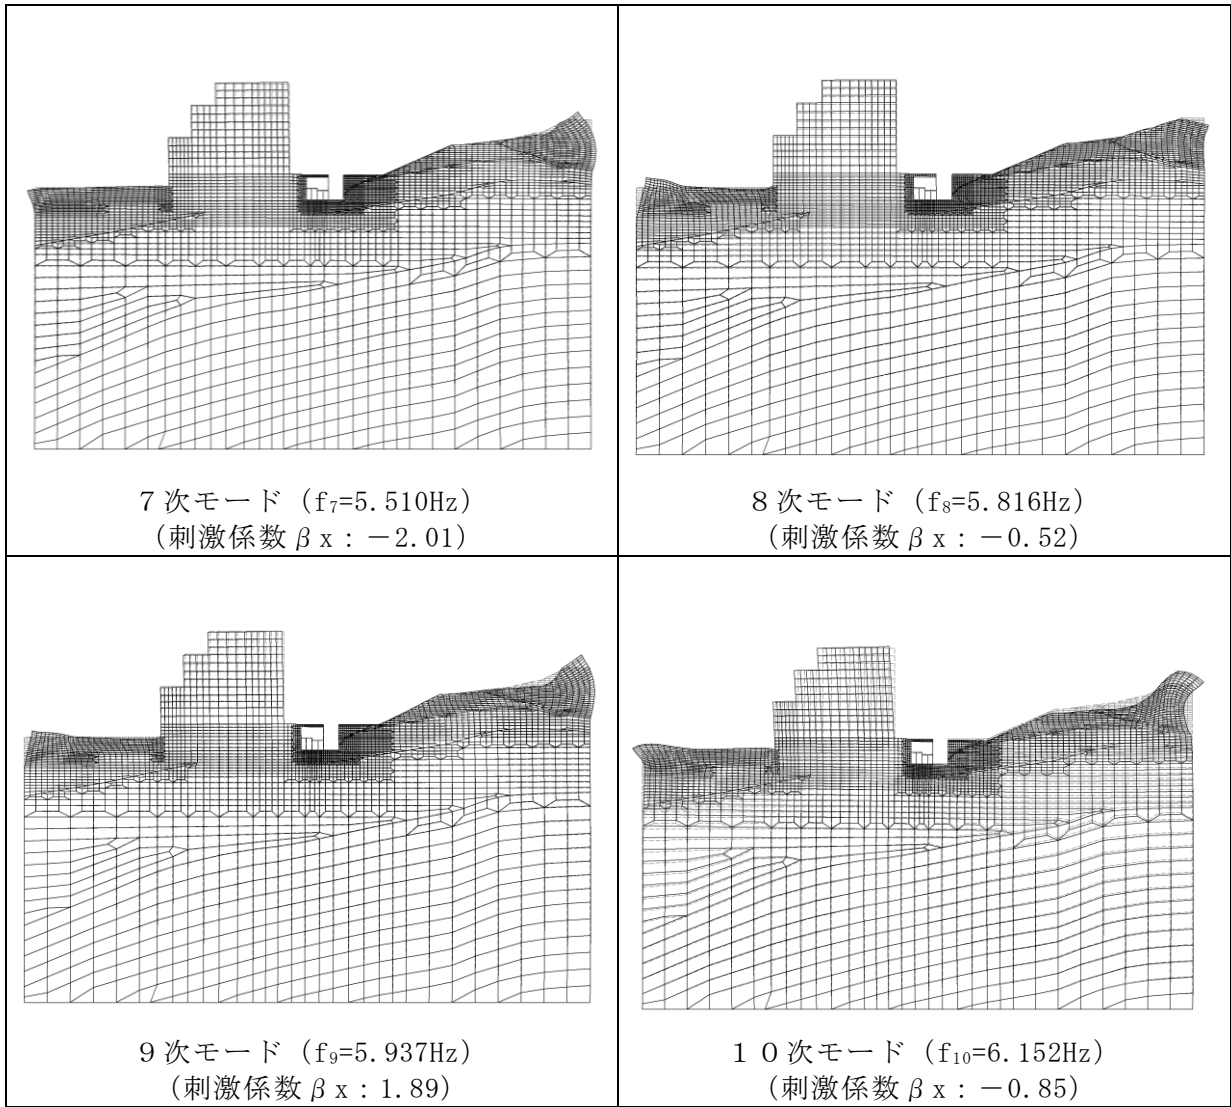 7次モード (f₇=5.510Hz)
(刺激係数βx：－2.01)
8次モード (f₈=5.816Hz)
(刺激係数βx：－0.52)
9次モード (f₉=5.937Hz)
(刺激係数βx：1.89)
10次モード (f₁₀=6.152Hz)
(刺激係数βx：－0.85)